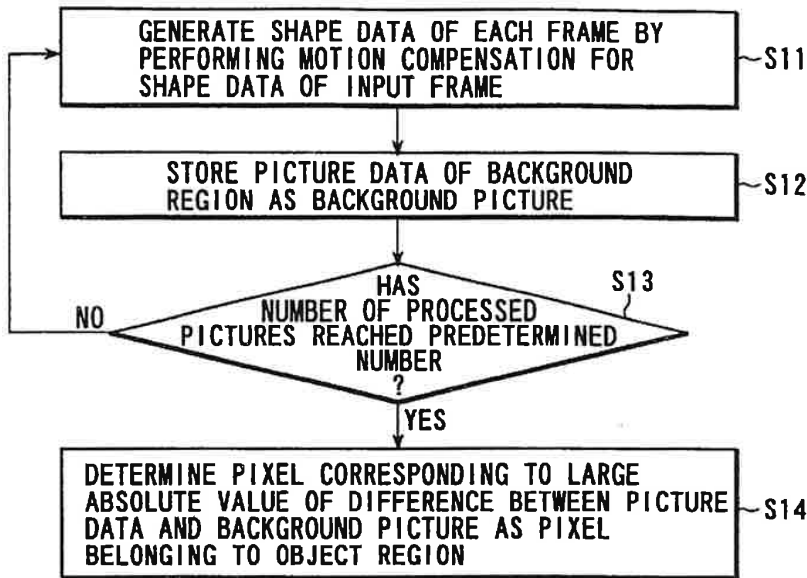 GENERATE SHAPE DATA OF EACH FRAME BY
PERFORMING MOTION COMPENSATION FOR
SHAPE DATA OF INPUT FRAME
S11
STORE PICTURE DATA OF BACKGROUND
REGION AS BACKGROUND PICTURE
S12
HAS
NUMBER OF PROCESSED
PICTURES REACHED PREDETERMINED
NUMBER
?
S13
NO
YES
DETERMINE PIXEL CORRESPONDING TO LARGE
ABSOLUTE VALUE OF DIFFERENCE BETWEEN PICTURE
DATA AND BACKGROUND PICTURE AS PIXEL
BELONGING TO OBJECT REGION
S14